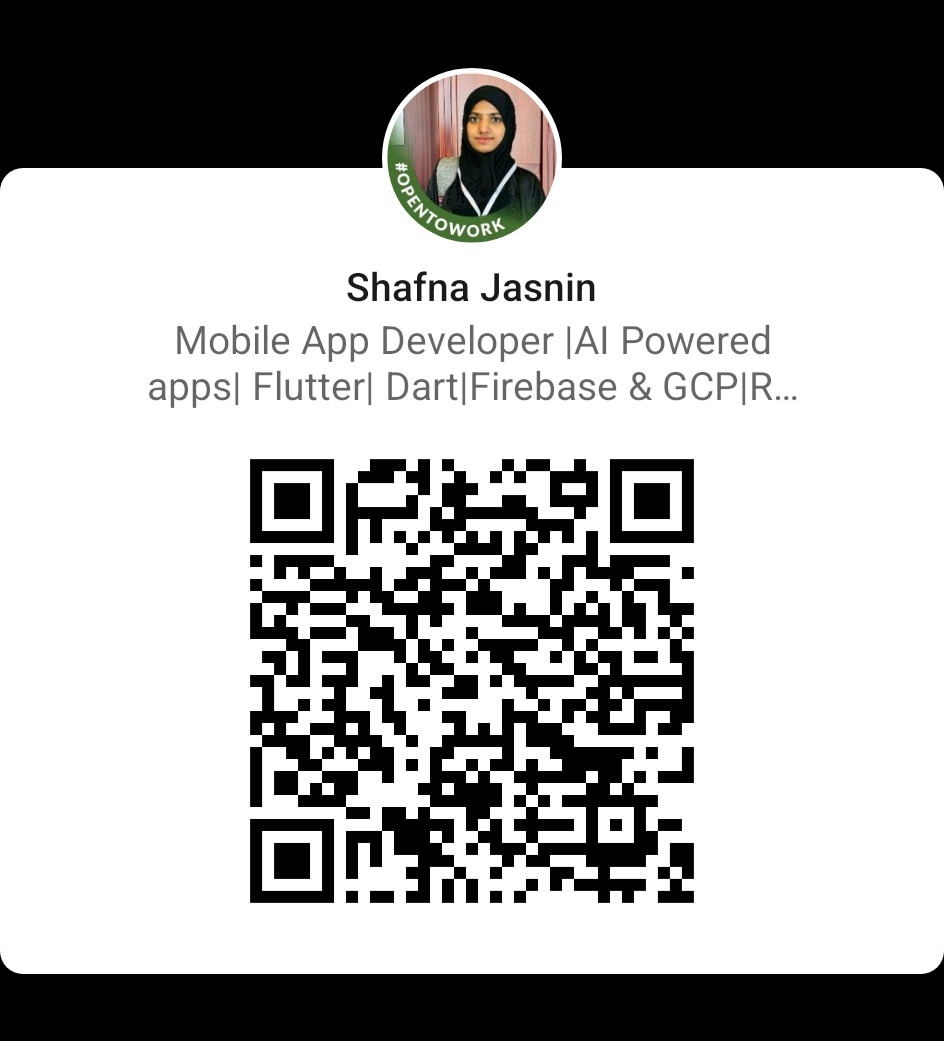 #OPENTOWORK
Shafna Jasnin
Mobile App Developer |AI Powered
apps| Flutter| Dart|Firebase & GCP|R...